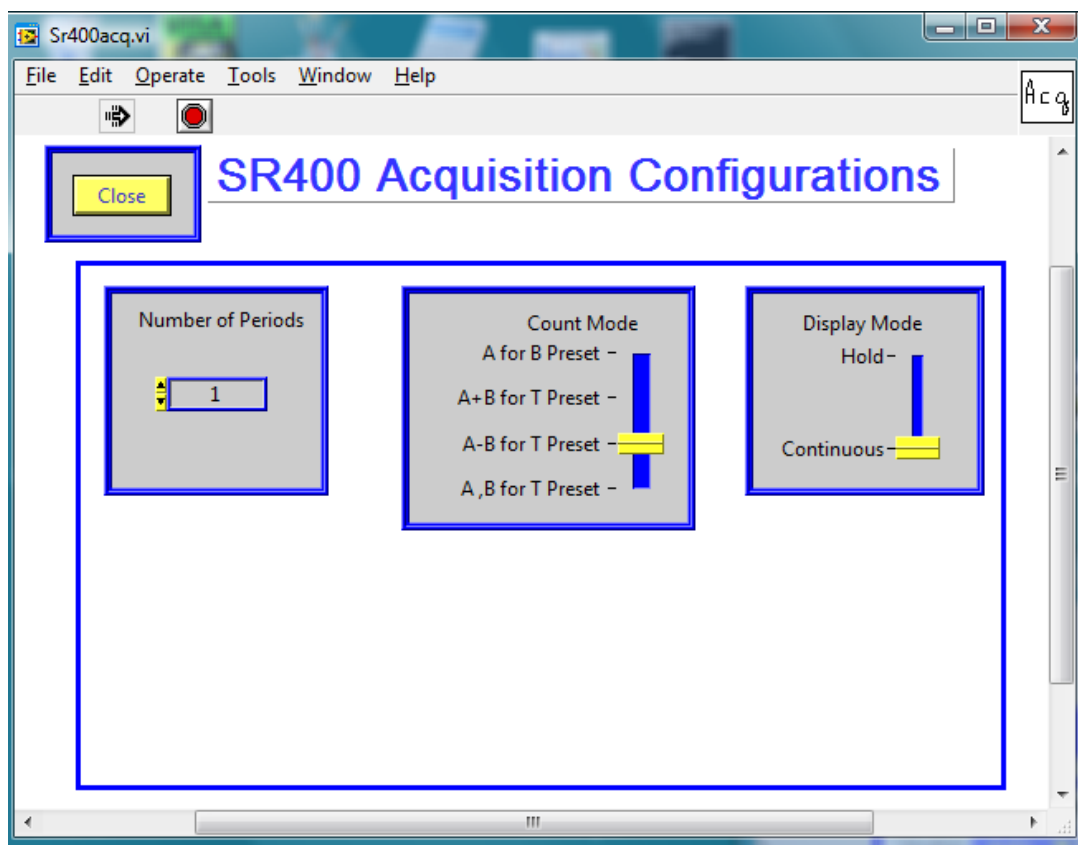 Sr400acq.vi
File Edit Operate Tools Window Help
Acq
Close
SR400 Acquisition Configurations
Number of Periods
1
Count Mode
A for B Preset
A+B for T Preset
A-B for T Preset
A ,B for T Preset
Display Mode
Hold
Continuous